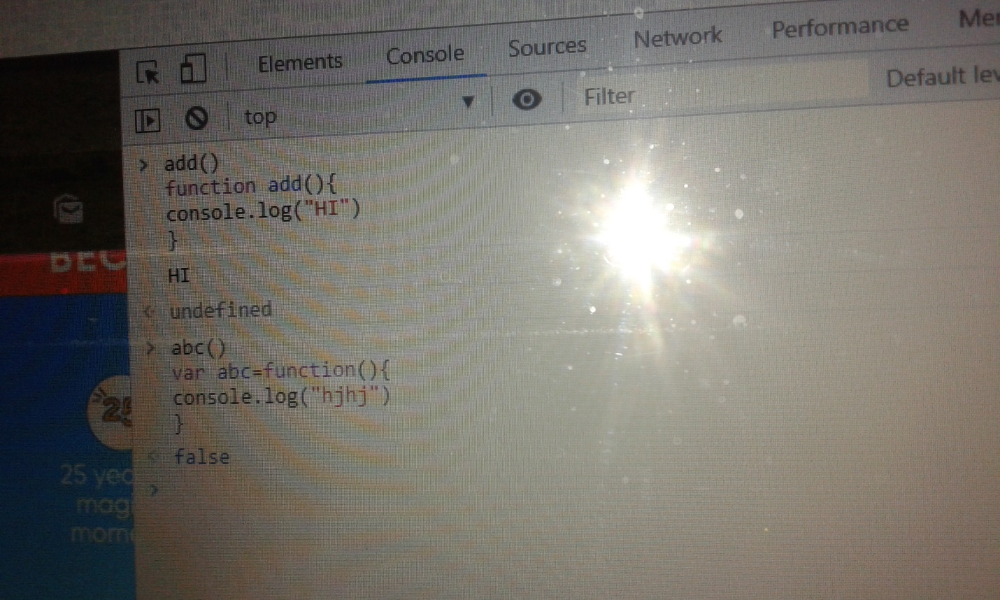 Elements Console Sources Network Performance Me
top Filter Default lev
> add()
function add(){
console.log("HI")
}
HI
undefined
> abc()
var abc=function(){
console.log("hjhj")
}
false
>
BEC
25
25 yea
mag
mome